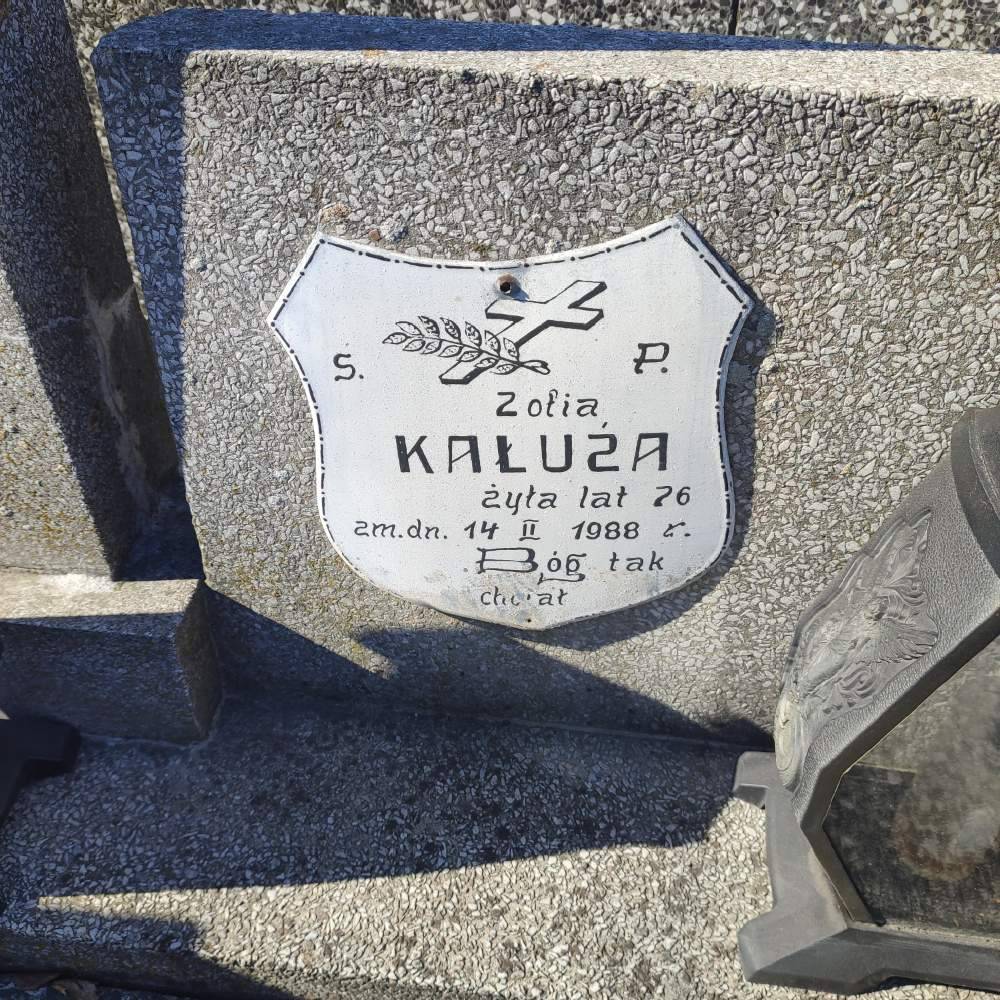 Ś. P.
Zofia
KAŁUŻA
żyła lat 76
zm.dn. 14 II 1988 r.
Bóg tak
chciał